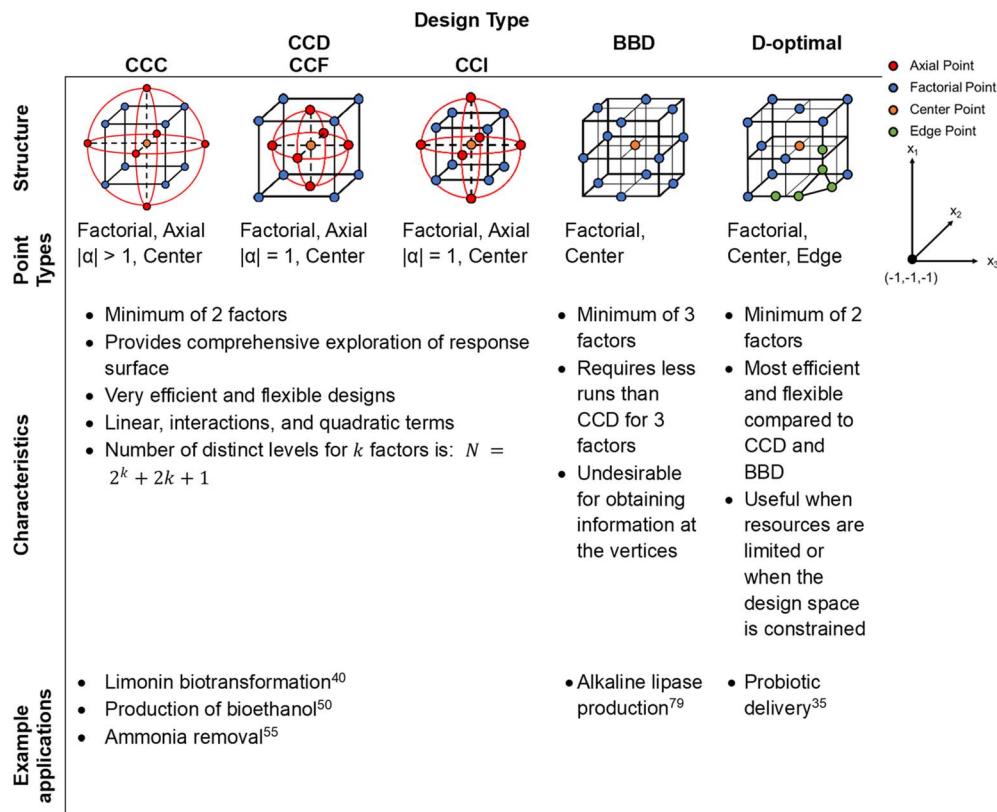 Design Type
CCD
BBD
D-optimal
CCC
CCF
CCI
Axial Point
Factorial Point
Center Point
Edge Point
Structure
x1
x2
x3
(-1,-1,-1)
Point
Types
Factorial, Axial
|α| > 1, Center
Factorial, Axial
|α| = 1, Center
Factorial, Axial
|α| = 1, Center
Factorial,
Center
Factorial,
Center, Edge
Characteristics
• Minimum of 2 factors
• Provides comprehensive exploration of response
surface
• Very efficient and flexible designs
• Linear, interactions, and quadratic terms
• Number of distinct levels for k factors is: N =
2^k + 2k + 1
• Minimum of 3
factors
• Requires less
runs than
CCD for 3
factors
• Undesirable
for obtaining
information at
the vertices
• Minimum of 2
factors
• Most efficient
and flexible
compared to
CCD and
BBD
• Useful when
resources are
limited or
when the
design space
is constrained
Example
applications
• Limonin biotransformation40
• Production of bioethanol50
• Ammonia removal55
• Alkaline lipase
production79
• Probiotic
delivery35